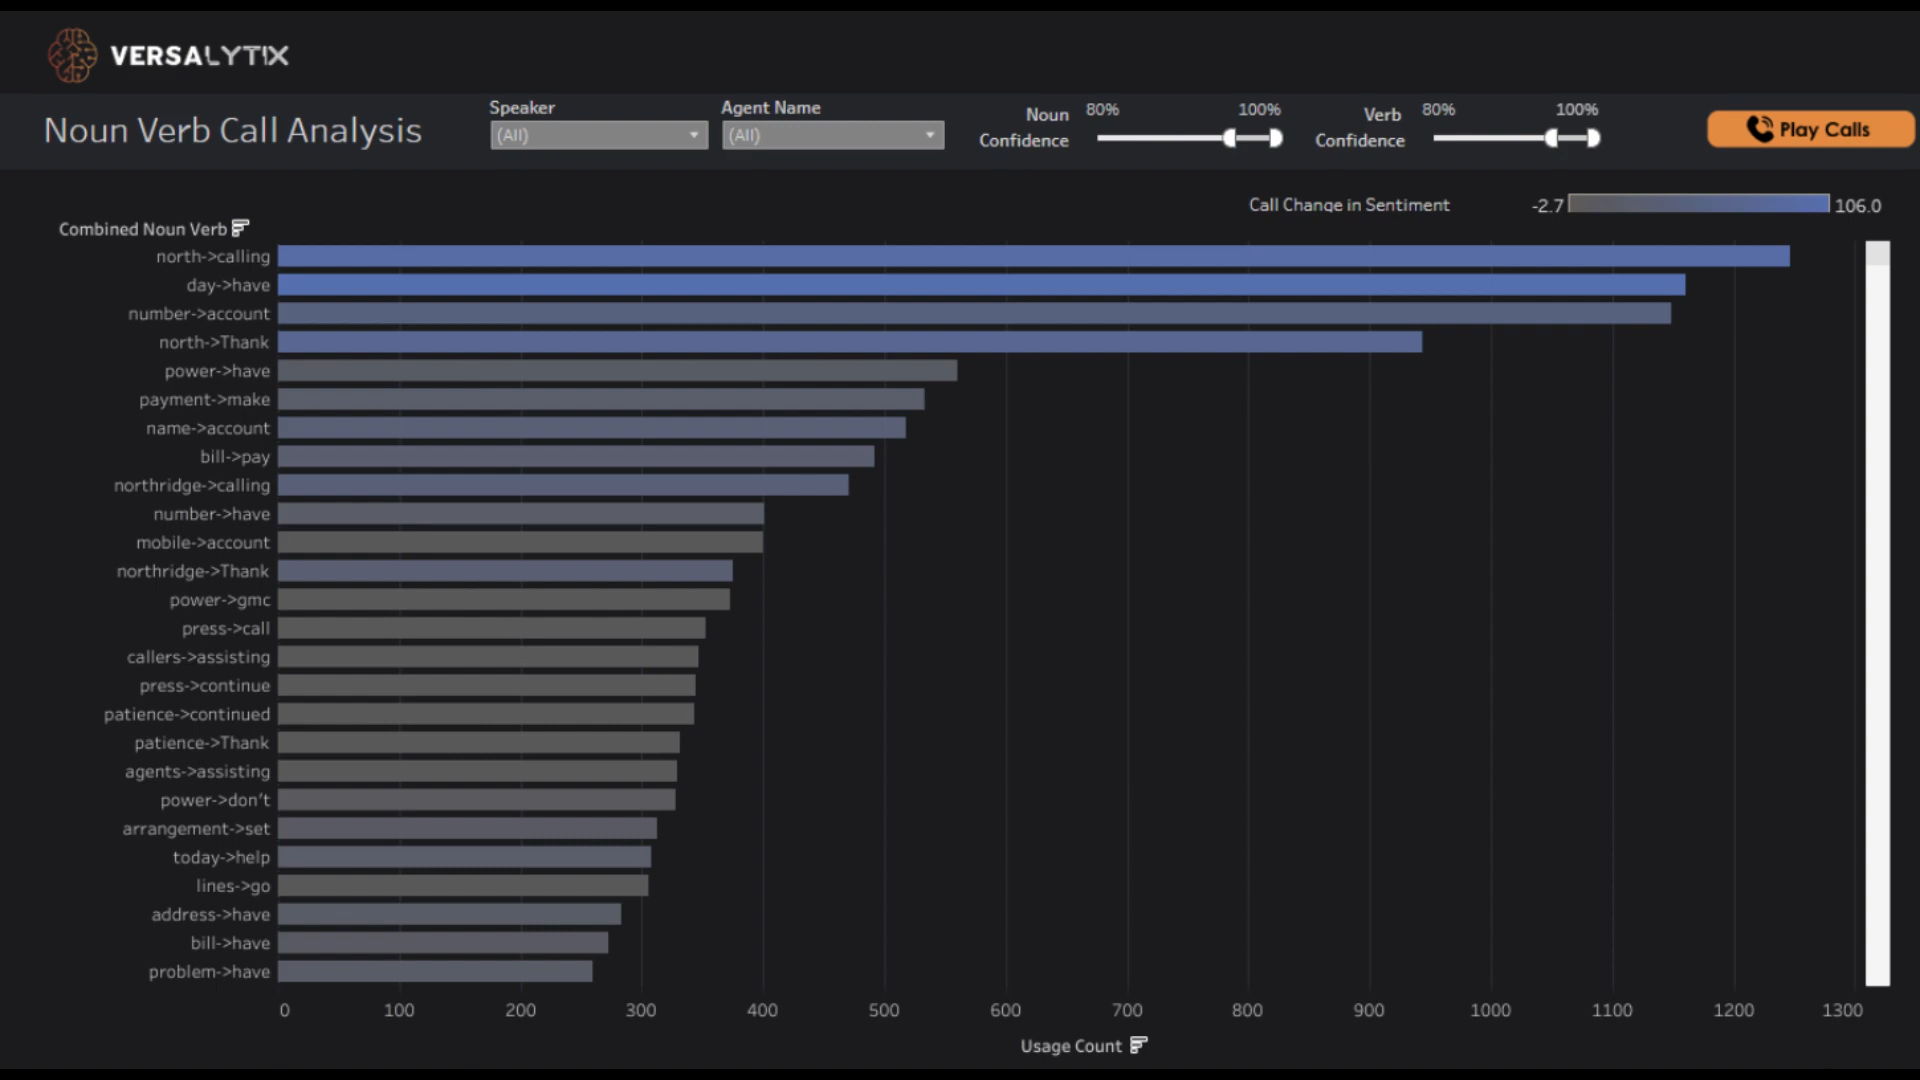 VERSALYTIX
Noun Verb Call Analysis
Speaker
(All)
Agent Name
(All)
Noun Confidence
80%
100%
Verb Confidence
80%
100%
Play Calls
Call Change in Sentiment
-2.7
106.0
Combined Noun Verb
north->calling
day->have
number->account
north->Thank
power->have
payment->make
name->account
bill->pay
northridge->calling
number->have
mobile->account
northridge->Thank
power->gmc
press->call
callers->assisting
press->continue
patience->continued
patience->Thank
agents->assisting
power->don't
arrangement->set
today->help
lines->go
address->have
bill->have
problem->have
0 100 200 300 400 500 600 700 800 900 1000 1100 1200 1300
Usage Count